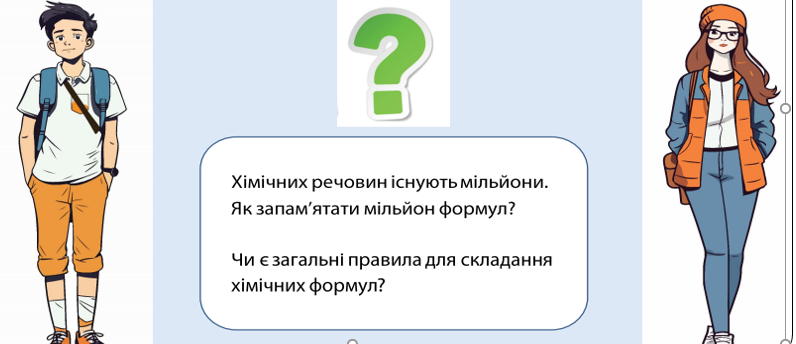 Хімічних речовин існують мільйони.
Як запам’ятати мільйон формул?
Чи є загальні правила для складання
хімічних формул?